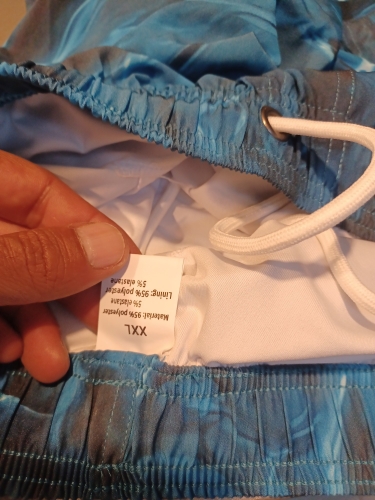 XXL
Material: 95% polyester
5% elastane
Lining: 95% polyester
5% elastane